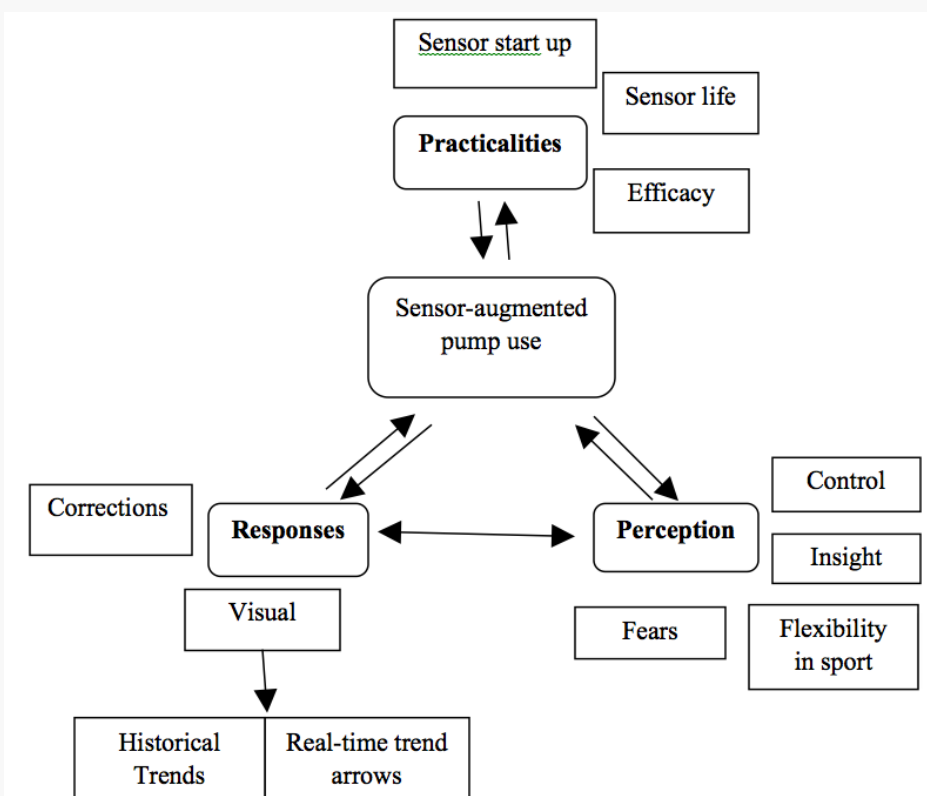 Sensor start up
Sensor life
Practicalities
Efficacy
Sensor-augmented
pump use
Control
Corrections
Responses
Perception
Insight
Visual
Fears
Flexibility
in sport
Historical
Trends
Real-time trend
arrows